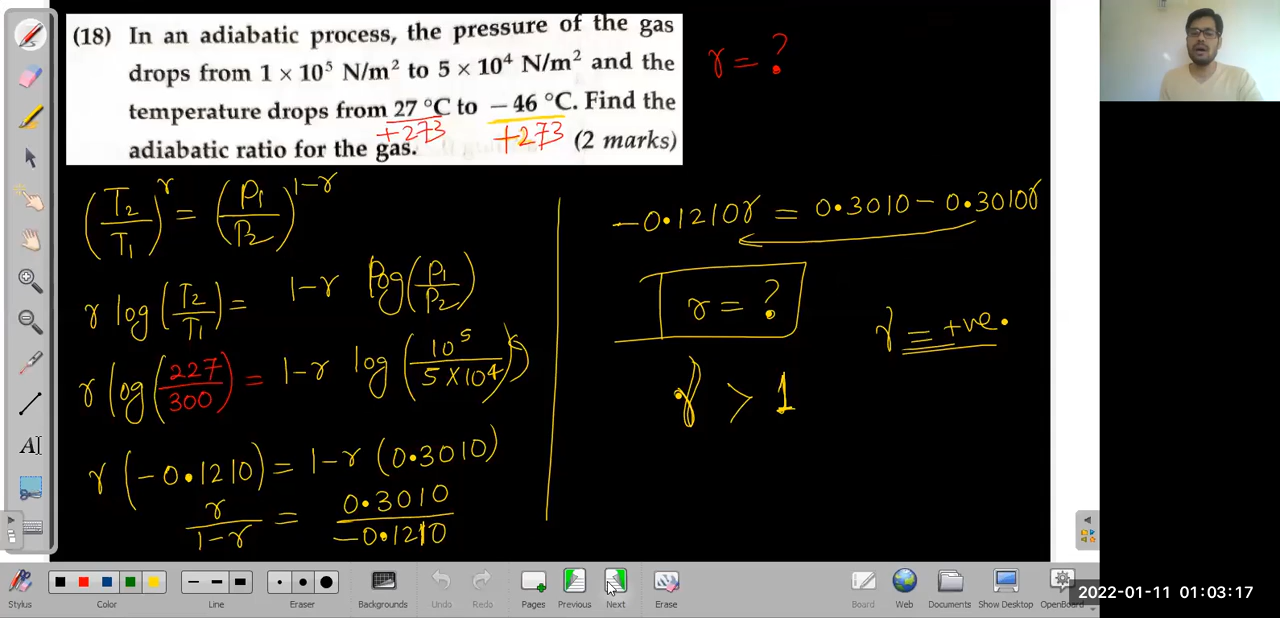 (18) In an adiabatic process, the pressure of the gas
drops from 1 × 10⁵ N/m² to 5 × 10⁴ N/m² and the
temperature drops from 27 °C to − 46 °C. Find the
+273 +273
adiabatic ratio for the gas. (2 marks)
γ = ?
(T₂/T₁)^γ = (P₁/P₂)^(1−γ)
γ log (T₂/T₁) = 1−γ log (P₁/P₂)
γ log (227/300) = 1−γ log (10⁵/5×10⁴)
γ (−0.1210) = 1−γ (0.3010)
γ/(1−γ) = 0.3010/−0.1210
−0.1210γ = 0.3010 − 0.3010γ
γ = ?
γ = +ve.
γ > 1
A
Stylus
Color
Line
Eraser
Backgrounds
Undo
Redo
Pages
Previous
Next
Erase
Board
Web
Documents
Show Desktop
OpenBoard
2022-01-11 01:03:17